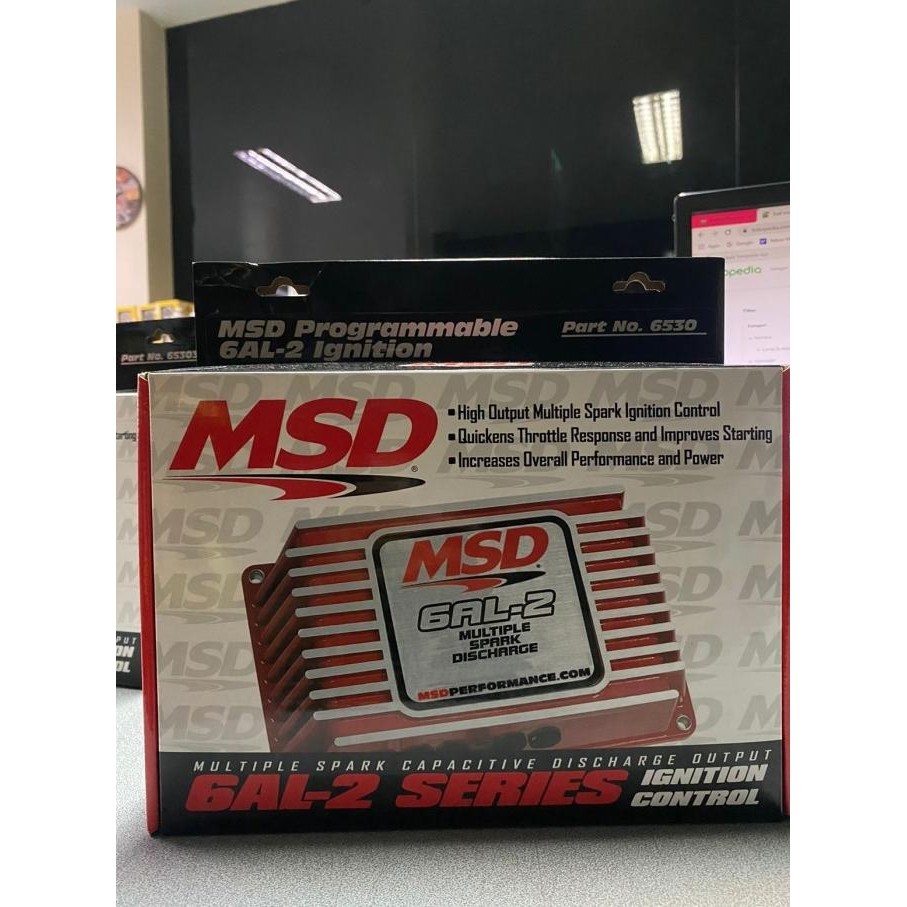 MSD Programmable
6AL-2 Ignition
Part No. 6530
Part No. 6530
MSD
High Output Multiple Spark Ignition Control
Quickens Throttle Response and Improves Starting
Increases Overall Performance and Power
MSD
6AL-2
MULTIPLE
SPARK
DISCHARGE
MSDPERFORMANCE.COM
MULTIPLE SPARK CAPACITIVE DISCHARGE OUTPUT
6AL-2 SERIES IGNITION
CONTROL